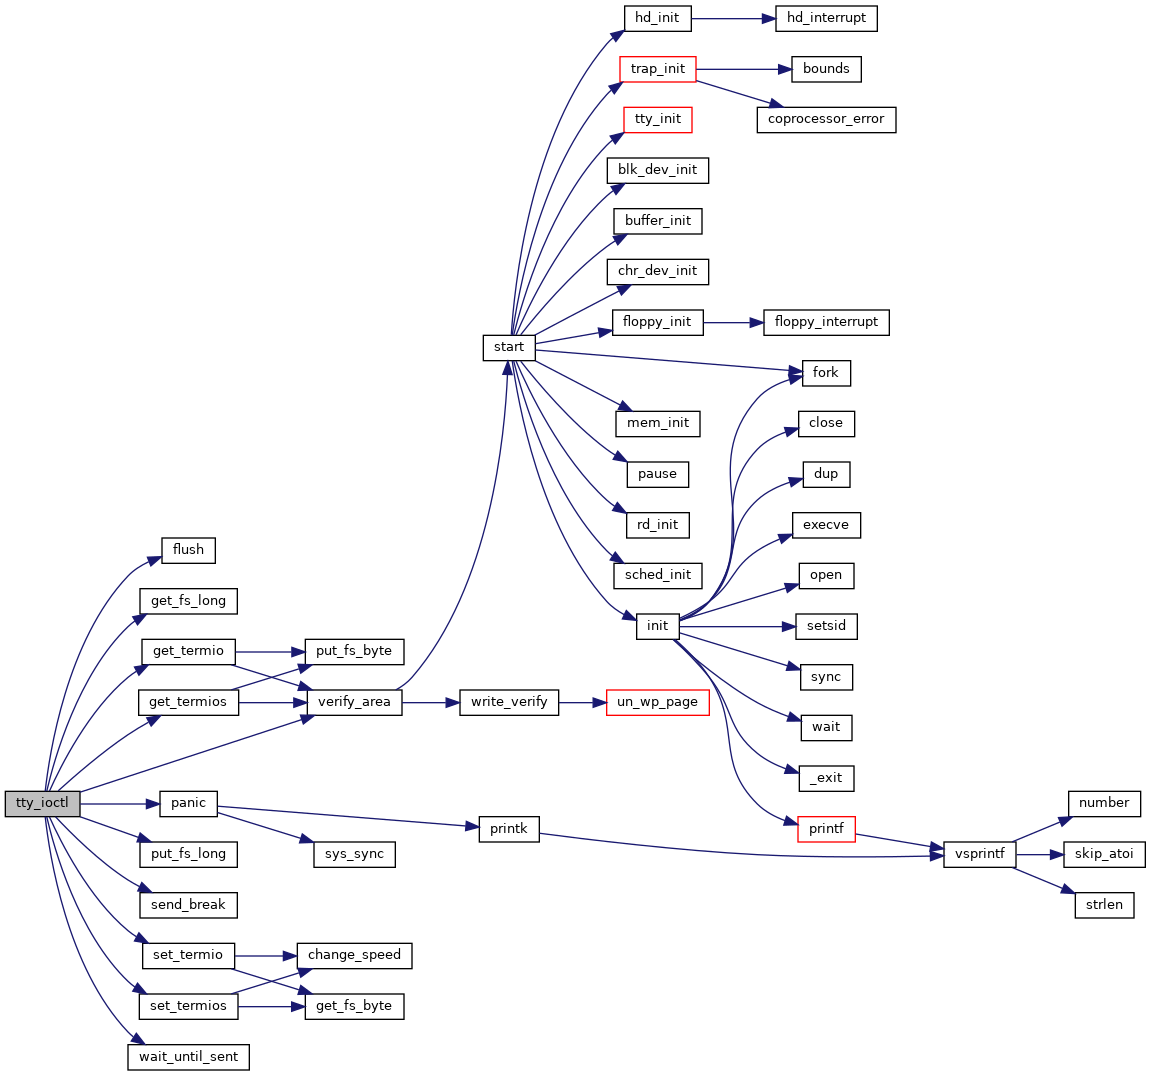 hd_init
hd_interrupt
trap_init
bounds
tty_init
coprocessor_error
blk_dev_init
buffer_init
chr_dev_init
floppy_init
floppy_interrupt
start
fork
mem_init
close
pause
dup
rd_init
execve
flush
sched_init
open
get_fs_long
init
setsid
get_termio
put_fs_byte
sync
get_termios
verify_area
write_verify
un_wp_page
wait
_exit
tty_ioctl
panic
number
printk
printf
put_fs_long
sys_sync
vsprintf
skip_atoi
send_break
strlen
set_termio
change_speed
set_termios
get_fs_byte
wait_until_sent